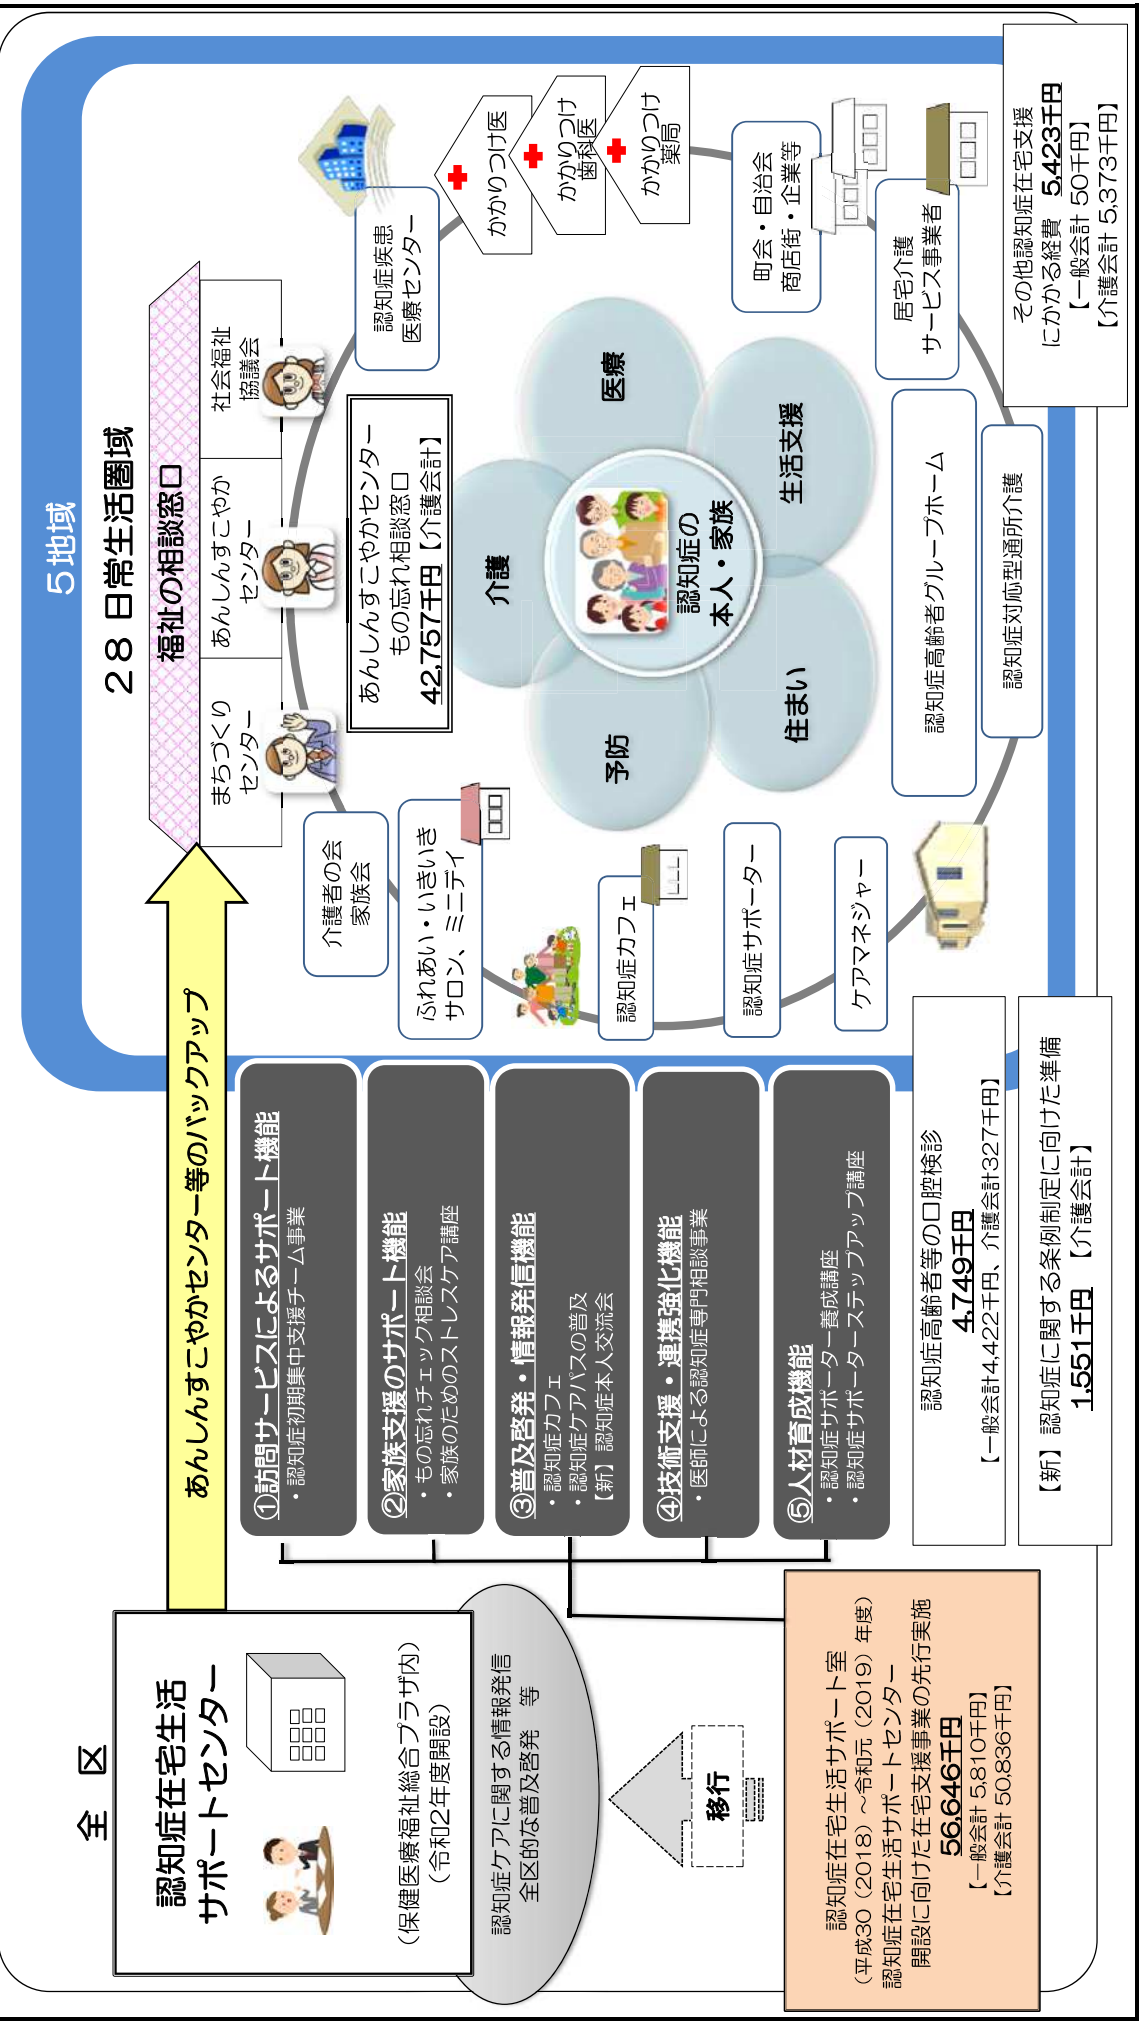 全　区
認知症在宅生活
サポートセンター
（保健医療福祉総合プラザ内）
（令和2年度開設）
認知症ケアに関する情報発信
全区的な普及啓発　等
移行
認知症在宅生活サポート室
（平成30（2018）～令和元（2019）年度）
認知症在宅生活サポートセンター
開設に向けた在宅支援事業の先行実施
56,646千円
【一般会計 5,810千円】
【介護会計 50,836千円】
あんしんすこやかセンター等のバックアップ
①訪問サービスによるサポート機能
・認知症初期集中支援チーム事業
②家族支援のサポート機能
・もの忘れチェック相談会
・家族のためのストレスケア講座
③普及啓発・情報発信機能
・認知症カフェ
・認知症ケアパスの普及
【新】認知症本人交流会
④技術支援・連携強化機能
・医師による認知症専門相談事業
⑤人材育成機能
・認知症サポーター養成講座
・認知症サポーターステップアップ講座
認知症高齢者等の口腔検診
4,749千円
【一般会計4,422千円、介護会計327千円】
【新】認知症に関する条例制定に向けた準備
1,551千円　【介護会計】
５地域
２８日常生活圏域
福祉の相談窓口
まちづくり
センター
あんしんすこやか
センター
社会福祉
協議会
介護者の会
家族会
ふれあい・いきいき
サロン、ミニデイ
認知症カフェ
認知症サポーター
ケアマネジャー
あんしんすこやかセンター
もの忘れ相談窓口
42,757千円【介護会計】
介護
医療
予防
生活支援
住まい
認知症の
本人・家族
認知症疾患
医療センター
かかりつけ医
かかりつけ
歯科医
かかりつけ
薬局
町会・自治会
商店街・企業等
居宅介護
サービス事業者
認知症高齢者グループホーム
認知症対応型通所介護
その他認知症在宅支援
にかかる経費　5,423千円
【一般会計 50千円】
【介護会計 5,373千円】